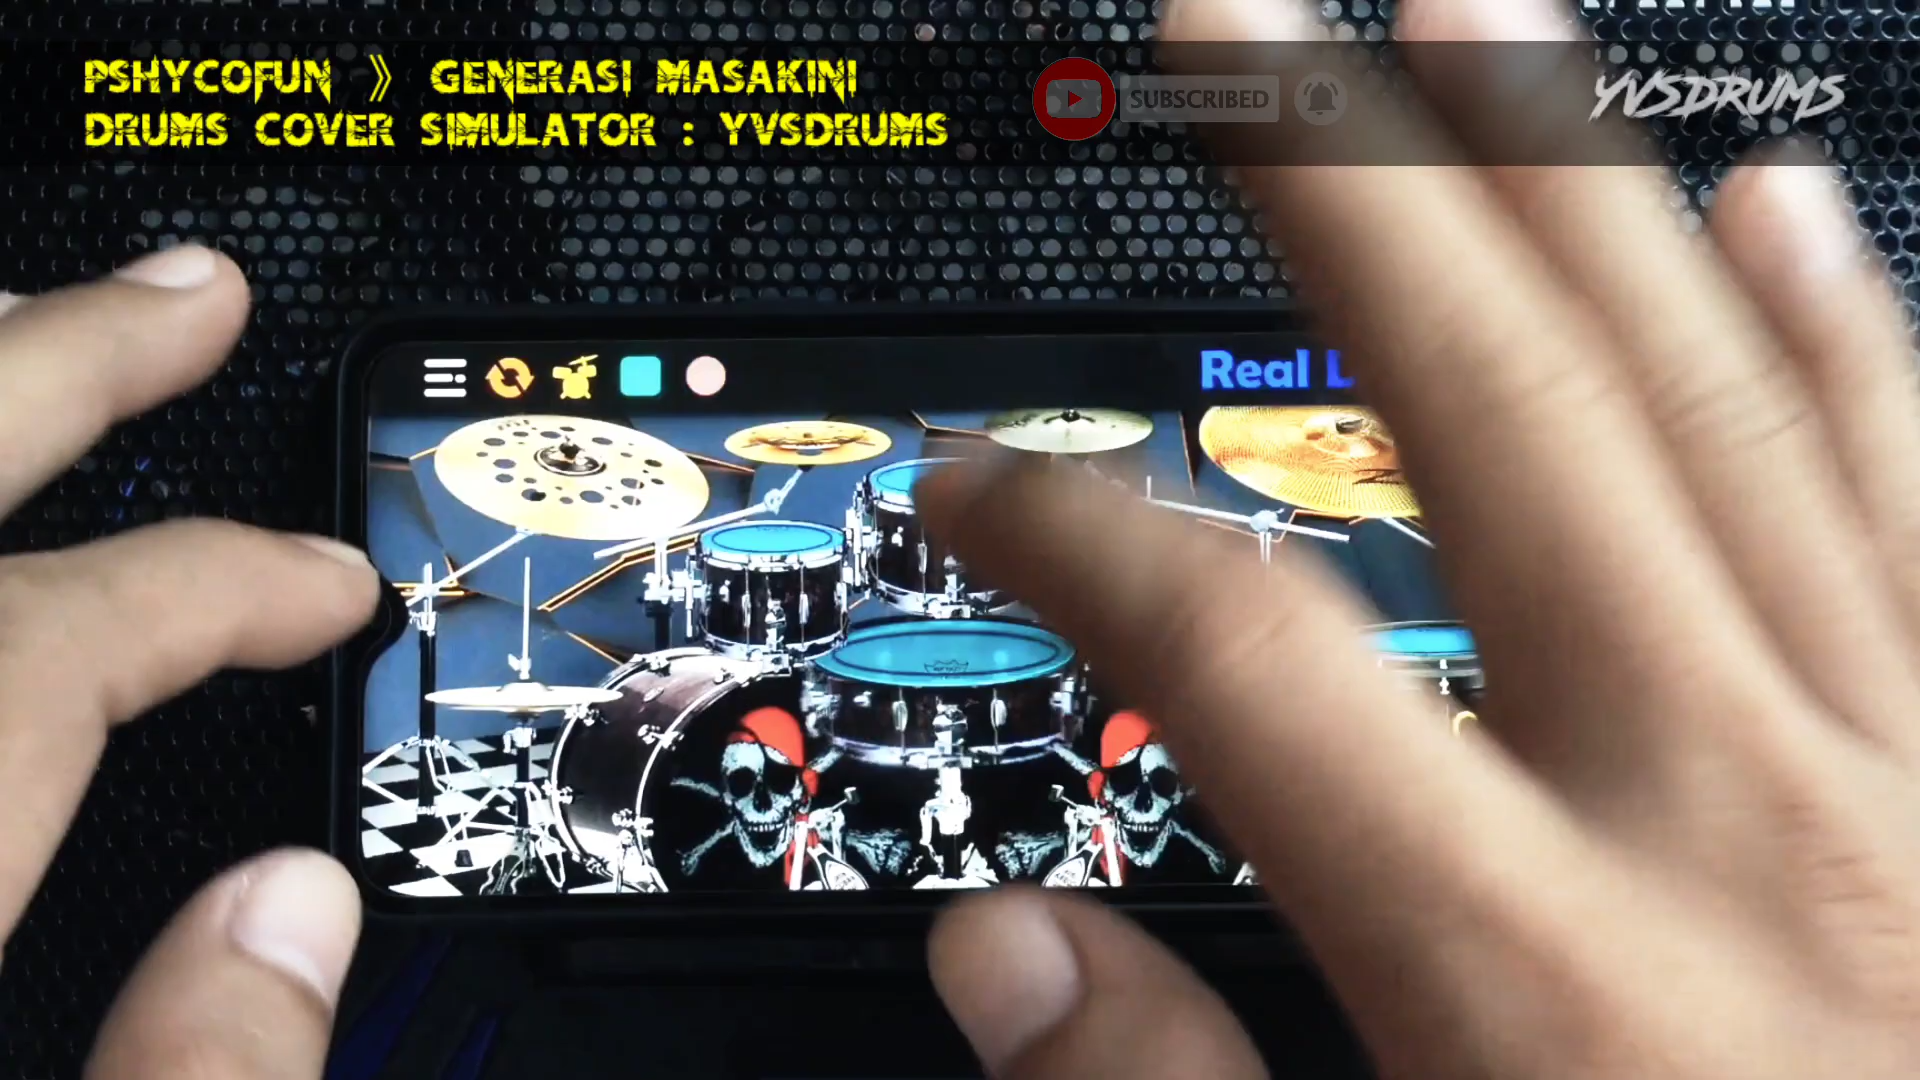 PSHYCOFUN 》 GENERASI MASAKINI
DRUMS COVER SIMULATOR : YVSDRUMS
SUBSCRIBED
YVSDRUMS
Real